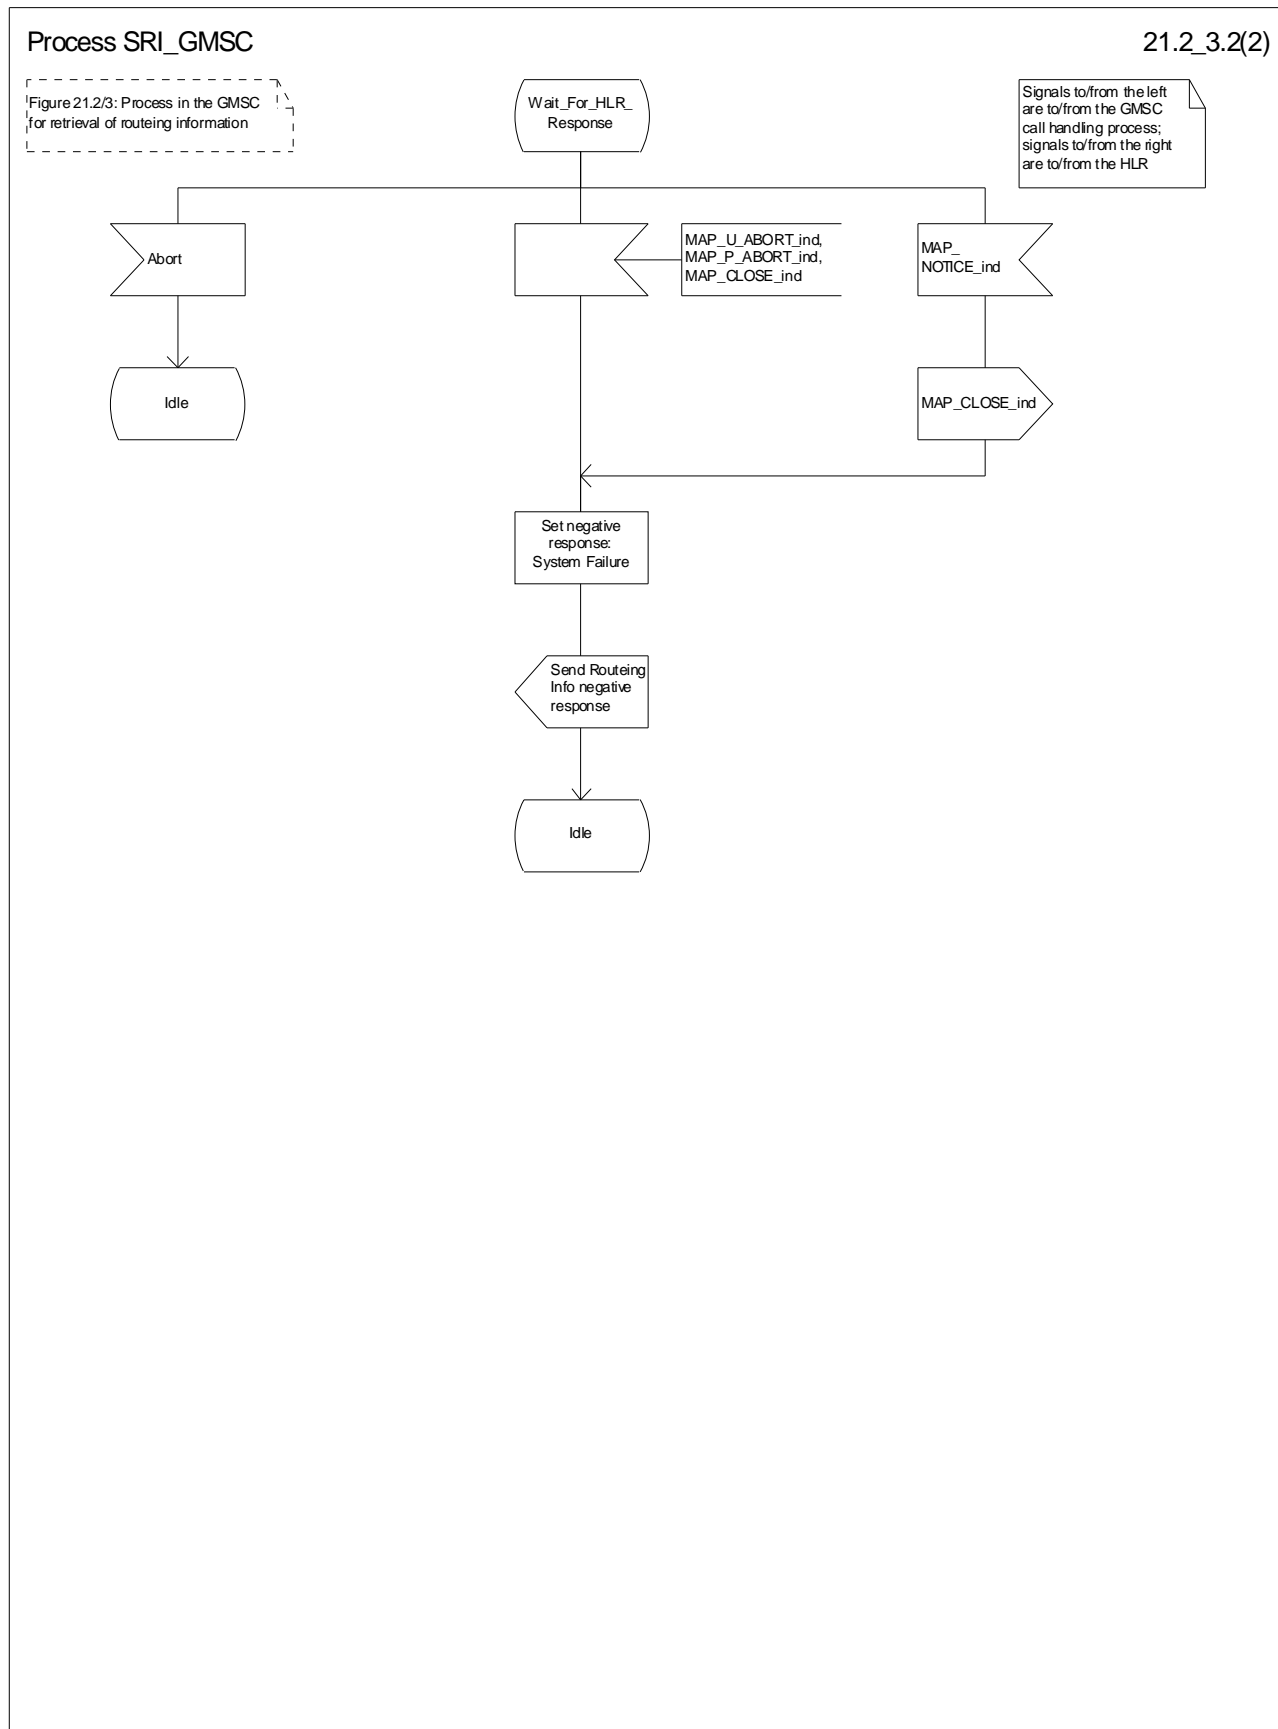 Process SRI_GMSC
21.2_3.2(2)
Figure 21.2/3: Process in the GMSC
for retrieval of routeing information
Wait_For_HLR_
Response
Signals to/from the left
are to/from the GMSC
call handling process;
signals to/from the right
are to/from the HLR
Abort
MAP_U_ABORT_ind,
MAP_P_ABORT_ind,
MAP_CLOSE_ind
MAP_
NOTICE_ind
Idle
MAP_CLOSE_ind
Set negative
response:
System Failure
Send Routeing
Info negative
response
Idle